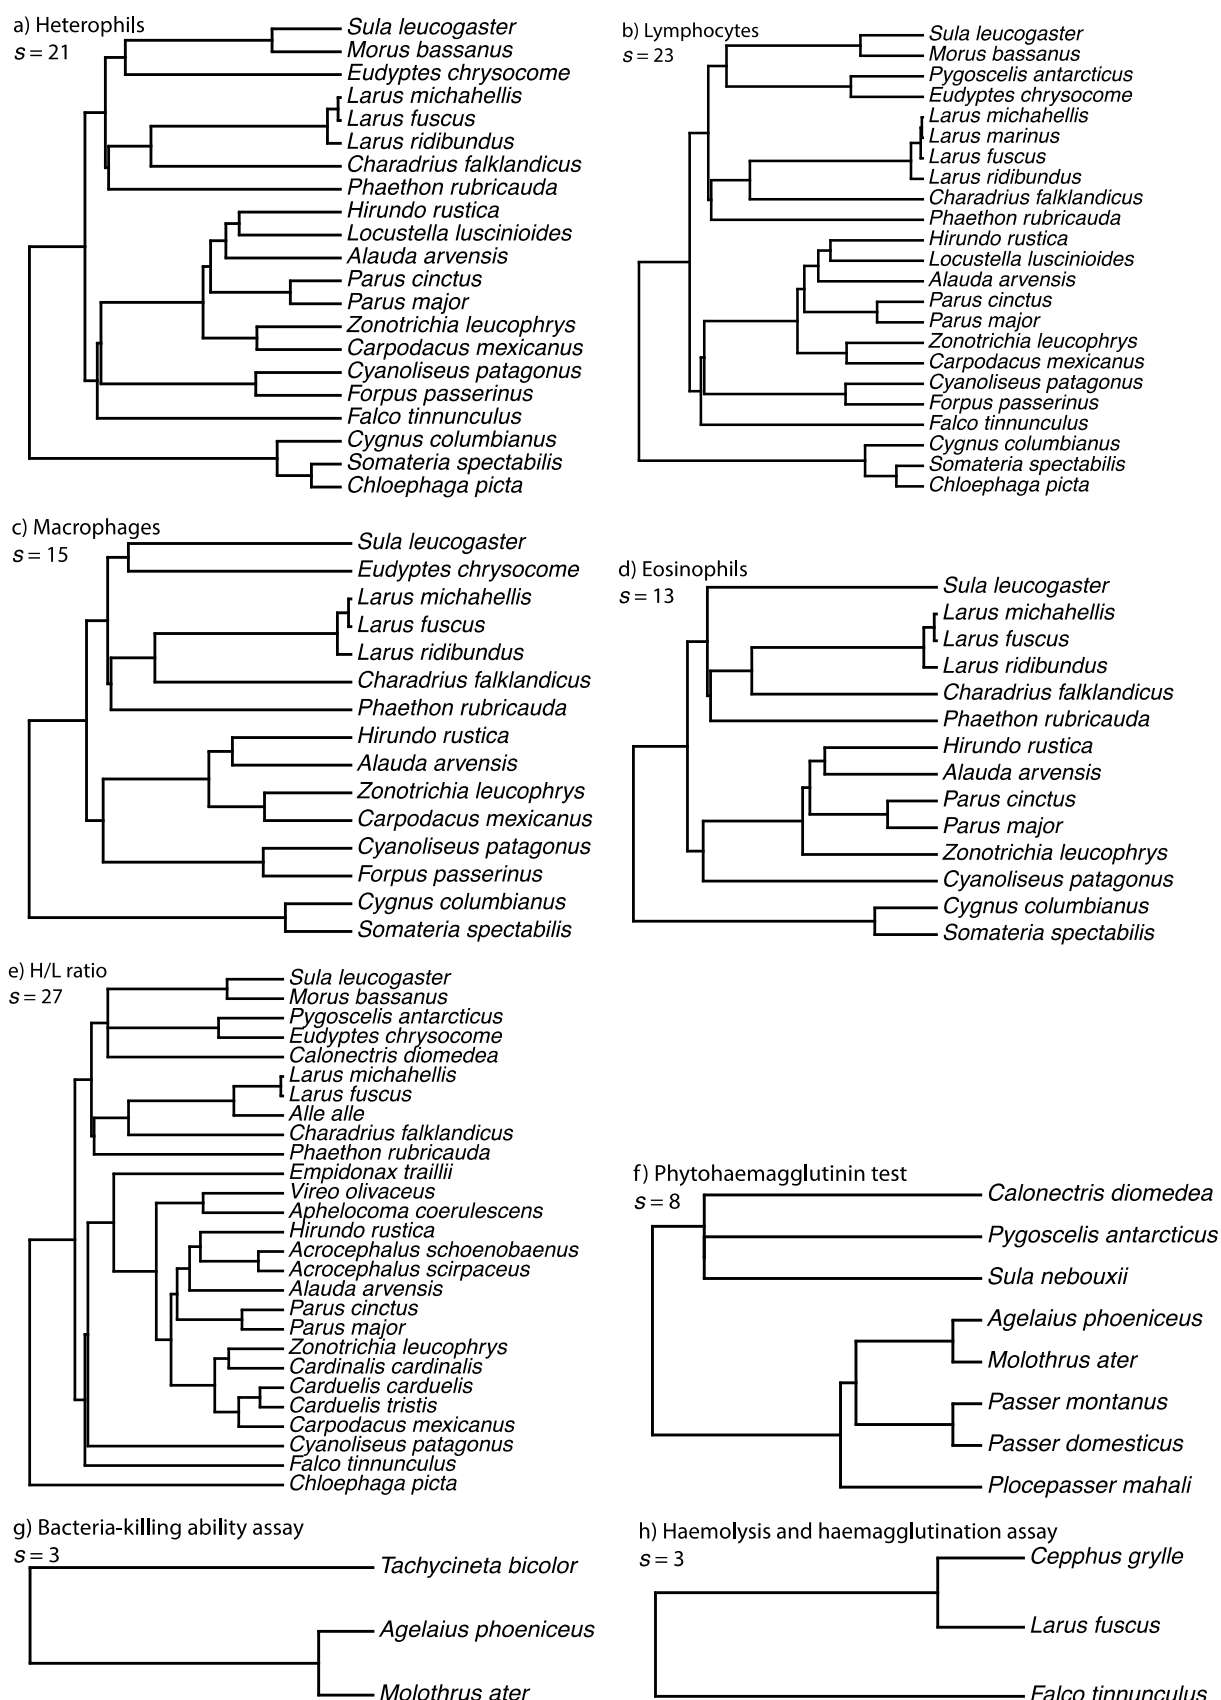 a) Heterophils
s = 21
Sula leucogaster
Morus bassanus
Eudyptes chrysocome
Larus michahellis
Larus fuscus
Larus ridibundus
Charadrius falklandicus
Phaethon rubricauda
Hirundo rustica
Locustella luscinioides
Alauda arvensis
Parus cinctus
Parus major
Zonotrichia leucophrys
Carpodacus mexicanus
Cyanoliseus patagonus
Forpus passerinus
Falco tinnunculus
Cygnus columbianus
Somateria spectabilis
Chloephaga picta
b) Lymphocytes
s = 23
Sula leucogaster
Morus bassanus
Pygoscelis antarcticus
Eudyptes chrysocome
Larus michahellis
Larus marinus
Larus fuscus
Larus ridibundus
Charadrius falklandicus
Phaethon rubricauda
Hirundo rustica
Locustella luscinioides
Alauda arvensis
Parus cinctus
Parus major
Zonotrichia leucophrys
Carpodacus mexicanus
Cyanoliseus patagonus
Forpus passerinus
Falco tinnunculus
Cygnus columbianus
Somateria spectabilis
Chloephaga picta
c) Macrophages
s = 15
Sula leucogaster
Eudyptes chrysocome
Larus michahellis
Larus fuscus
Larus ridibundus
Charadrius falklandicus
Phaethon rubricauda
Hirundo rustica
Alauda arvensis
Zonotrichia leucophrys
Carpodacus mexicanus
Cyanoliseus patagonus
Forpus passerinus
Cygnus columbianus
Somateria spectabilis
d) Eosinophils
s = 13
Sula leucogaster
Larus michahellis
Larus fuscus
Larus ridibundus
Charadrius falklandicus
Phaethon rubricauda
Hirundo rustica
Alauda arvensis
Parus cinctus
Parus major
Zonotrichia leucophrys
Cyanoliseus patagonus
Cygnus columbianus
Somateria spectabilis
e) H/L ratio
s = 27
Sula leucogaster
Morus bassanus
Pygoscelis antarcticus
Eudyptes chrysocome
Calonectris diomedea
Larus michahellis
Larus fuscus
Alle alle
Charadrius falklandicus
Phaethon rubricauda
Empidonax traillii
Vireo olivaceus
Aphelocoma coerulescens
Hirundo rustica
Acrocephalus schoenobaenus
Acrocephalus scirpaceus
Alauda arvensis
Parus cinctus
Parus major
Zonotrichia leucophrys
Cardinalis cardinalis
Carduelis carduelis
Carduelis tristis
Carpodacus mexicanus
Cyanoliseus patagonus
Falco tinnunculus
Chloephaga picta
f) Phytohaemagglutinin test
s = 8
Calonectris diomedea
Pygoscelis antarcticus
Sula nebouxii
Agelaius phoeniceus
Molothrus ater
Passer montanus
Passer domesticus
Plocepasser mahali
g) Bacteria-killing ability assay
s = 3
Tachycineta bicolor
Agelaius phoeniceus
Molothrus ater
h) Haemolysis and haemagglutination assay
s = 3
Cepphus grylle
Larus fuscus
Falco tinnunculus